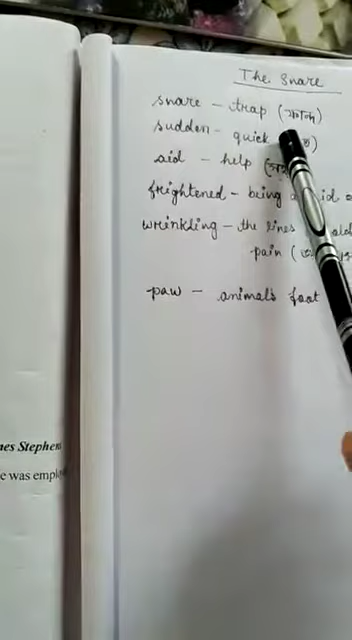 The Snare
snare - trap (ফাঁদ)
sudden - quick
aid - help
frightened - being
wrinkling - the lines
pain
paw - animal's foot
nes Stephen
e was emplo